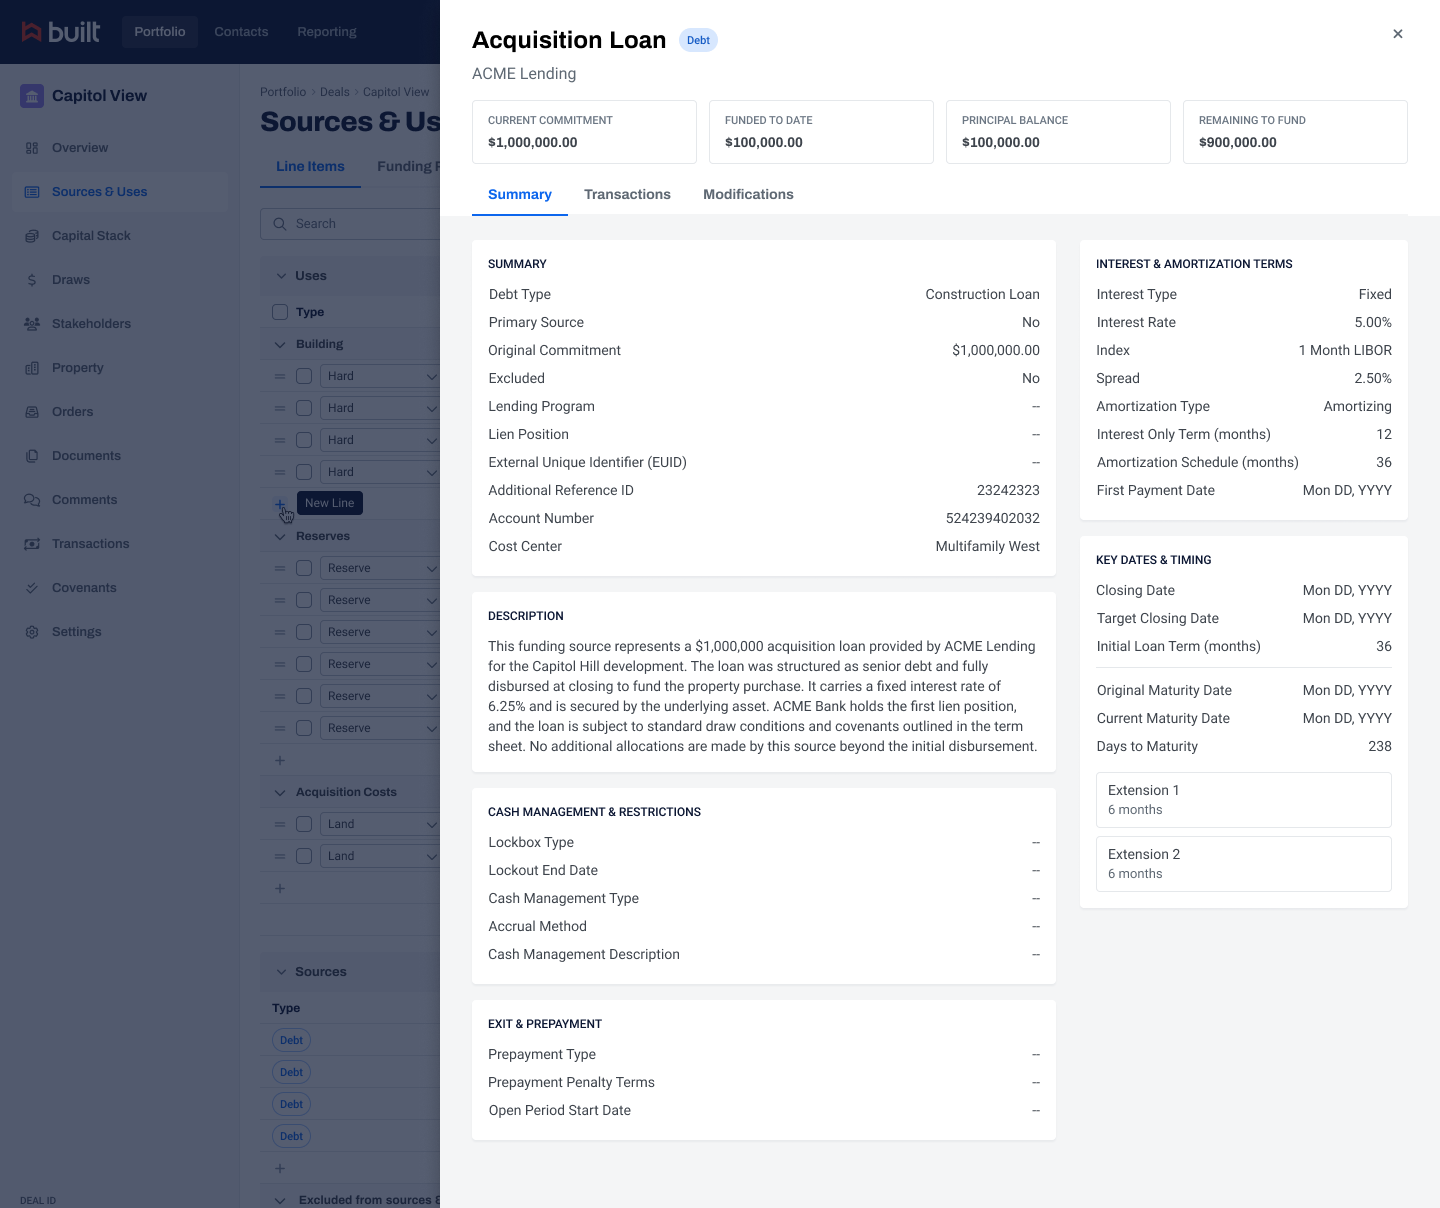 built
Portfolio
Contacts
Reporting
Capitol View
Overview
Sources & Uses
Capital Stack
Draws
Stakeholders
Property
Orders
Documents
Comments
Transactions
Covenants
Settings
DEAL ID
Portfolio > Deals > Capitol View
Sources & Us
Line Items
Funding
Search
Uses
Type
Building
Hard
Hard
Hard
Hard
+ New Line
Reserves
Reserve
Reserve
Reserve
Reserve
Reserve
Reserve
+
Acquisition Costs
Land
Land
+
Sources
Type
Debt
Debt
Debt
Debt
+
Excluded from sources &
Acquisition Loan Debt
ACME Lending
CURRENT COMMITMENT
$1,000,000.00
FUNDED TO DATE
$100,000.00
PRINCIPAL BALANCE
$100,000.00
REMAINING TO FUND
$900,000.00
Summary Transactions Modifications
SUMMARY
Debt Type Construction Loan
Primary Source No
Original Commitment $1,000,000.00
Excluded No
Lending Program --
Lien Position --
External Unique Identifier (EUID) --
Additional Reference ID 23242323
Account Number 524239402032
Cost Center Multifamily West
DESCRIPTION
This funding source represents a $1,000,000 acquisition loan provided by ACME Lending
for the Capitol Hill development. The loan was structured as senior debt and fully
disbursed at closing to fund the property purchase. It carries a fixed interest rate of
6.25% and is secured by the underlying asset. ACME Bank holds the first lien position,
and the loan is subject to standard draw conditions and covenants outlined in the term
sheet. No additional allocations are made by this source beyond the initial disbursement.
CASH MANAGEMENT & RESTRICTIONS
Lockbox Type --
Lockout End Date --
Cash Management Type --
Accrual Method --
Cash Management Description --
EXIT & PREPAYMENT
Prepayment Type --
Prepayment Penalty Terms --
Open Period Start Date --
INTEREST & AMORTIZATION TERMS
Interest Type Fixed
Interest Rate 5.00%
Index 1 Month LIBOR
Spread 2.50%
Amortization Type Amortizing
Interest Only Term (months) 12
Amortization Schedule (months) 36
First Payment Date Mon DD, YYYY
KEY DATES & TIMING
Closing Date Mon DD, YYYY
Target Closing Date Mon DD, YYYY
Initial Loan Term (months) 36
Original Maturity Date Mon DD, YYYY
Current Maturity Date Mon DD, YYYY
Days to Maturity 238
Extension 1
6 months
Extension 2
6 months